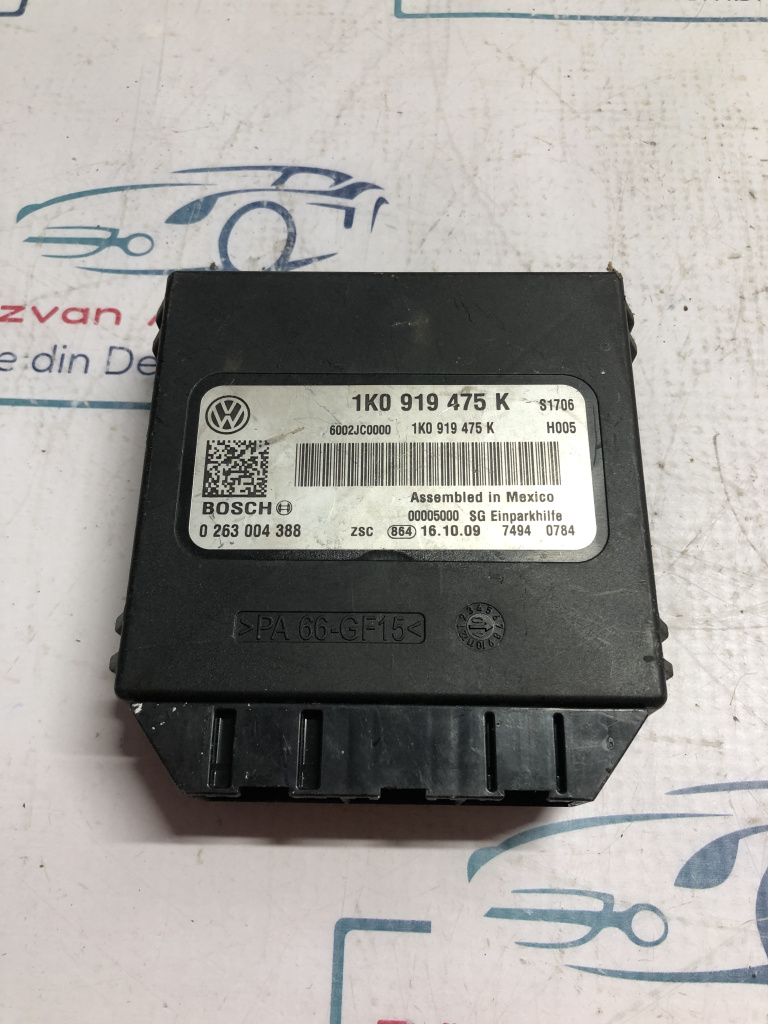 zvan
e din De
1K0 919 475 K S1706
6002JC0000 1K0 919 475 K H005
Assembled in Mexico
BOSCH
00005000 SG Einparkhilfe
0 263 004 388 ZSC 864 16.10.09 7494 0784
>PA 66-GF15<